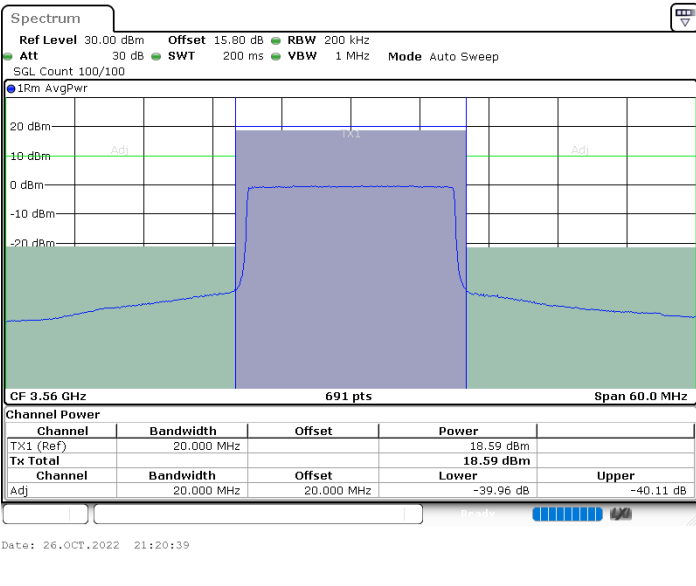 Spectrum
Ref Level 30.00 dBm Offset 15.80 dB RBW 200 kHz
Att 30 dB SWT 200 ms VBW 1 MHz Mode Auto Sweep
SGL Count 100/100
1Rm AvgPwr
20 dBm
TX1
Adj Adj
10 dBm
0 dBm
-10 dBm
-20 dBm
CF 3.56 GHz 691 pts Span 60.0 MHz
Channel Power
Channel Bandwidth Offset Power
TX1 (Ref) 20.000 MHz 18.59 dBm
Tx Total 18.59 dBm
Channel Bandwidth Offset Lower Upper
Adj 20.000 MHz 20.000 MHz -39.96 dB -40.11 dB
Ready
Date: 26.OCT.2022 21:20:39